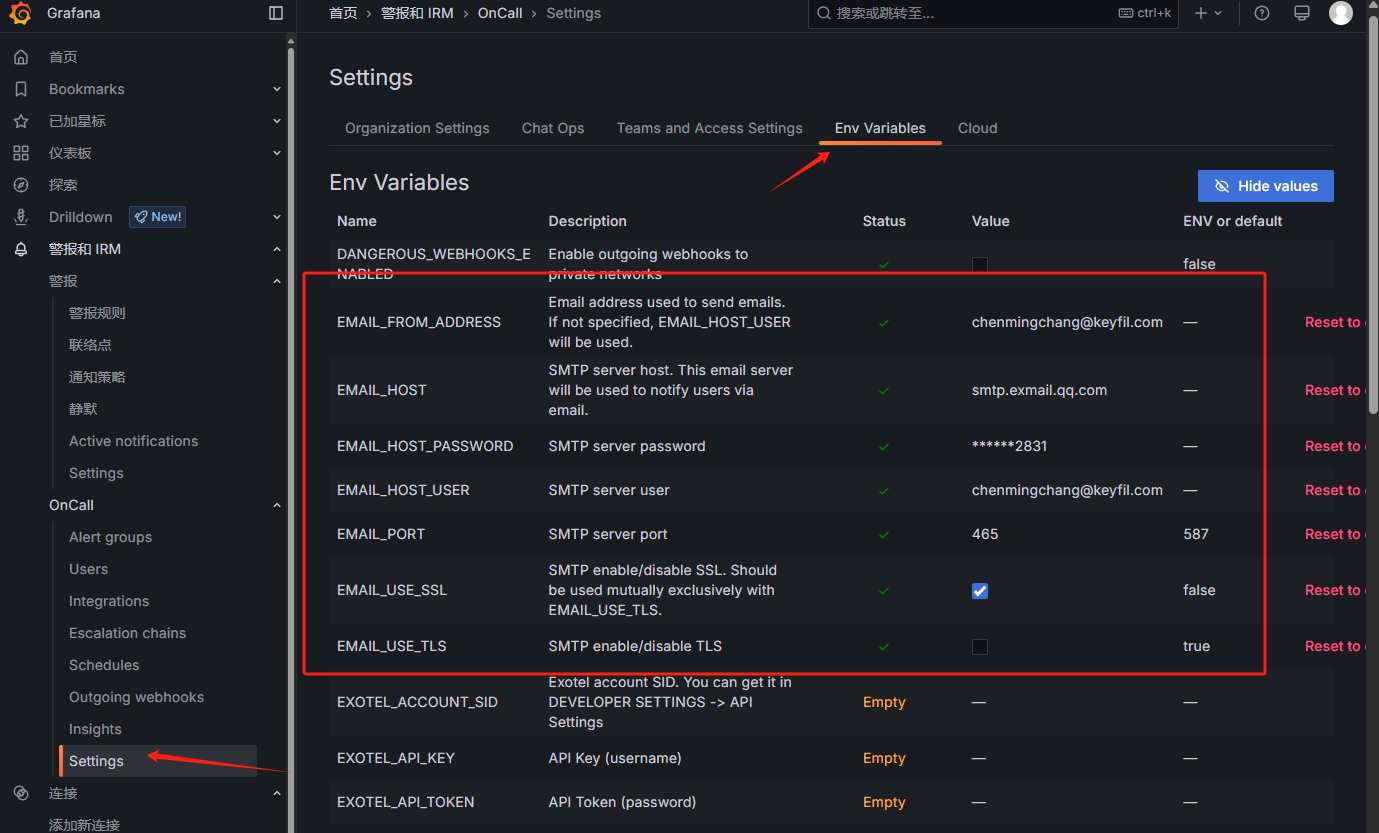 Grafana
首页 › 警报和 IRM › OnCall › Settings
搜索或跳转至... ctrl+k
首页
Bookmarks
已加星标
仪表板
探索
Drilldown New!
警报和 IRM
警报
警报规则
联络点
通知策略
静默
Active notifications
Settings
OnCall
Alert groups
Users
Integrations
Escalation chains
Schedules
Outgoing webhooks
Insights
Settings
连接
添加新连接
Settings
Organization Settings Chat Ops Teams and Access Settings Env Variables Cloud
Env Variables
Hide values
Name Description Status Value ENV or default
DANGEROUS_WEBHOOKS_E
NABLED
Enable outgoing webhooks to
private networks
false
EMAIL_FROM_ADDRESS
Email address used to send emails.
If not specified, EMAIL_HOST_USER
will be used.
chenmingchang@keyfil.com — Reset to
EMAIL_HOST
SMTP server host. This email server
will be used to notify users via
email.
smtp.exmail.qq.com — Reset to
EMAIL_HOST_PASSWORD SMTP server password ******2831 — Reset to
EMAIL_HOST_USER SMTP server user chenmingchang@keyfil.com — Reset to
EMAIL_PORT SMTP server port 465 587 Reset to
EMAIL_USE_SSL
SMTP enable/disable SSL. Should
be used mutually exclusively with
EMAIL_USE_TLS.
false Reset to
EMAIL_USE_TLS SMTP enable/disable TLS true Reset to
EXOTEL_ACCOUNT_SID
Exotel account SID. You can get it in
DEVELOPER SETTINGS -> API
Settings
Empty — —
EXOTEL_API_KEY API Key (username) Empty — —
EXOTEL_API_TOKEN API Token (password) Empty — —